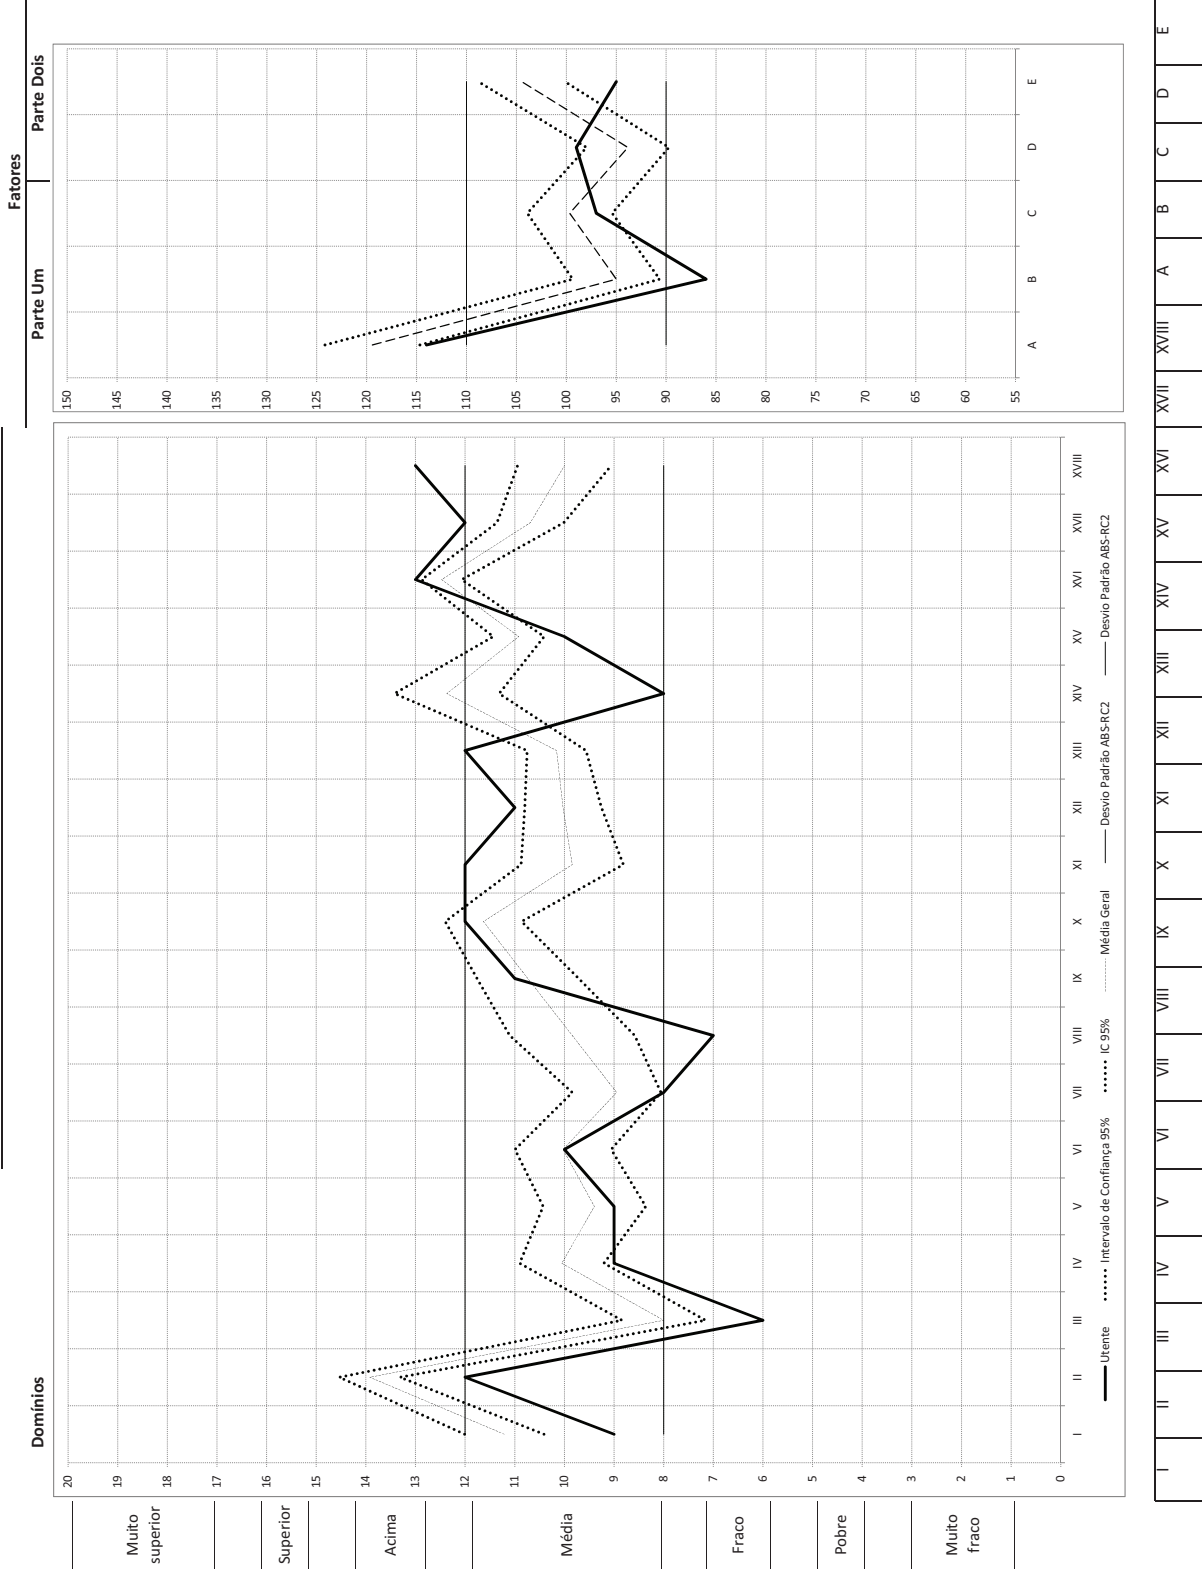 Domínios
Fatores
Parte Um
Parte Dois
Muito
superior
Superior
Acima
Média
Fraco
Pobre
Muito
fraco
20
19
18
17
16
15
14
13
12
11
10
9
8
7
6
5
4
3
2
1
0
I II III IV V VI VII VIII IX X XI XII XIII XIV XV XVI XVII XVIII
Utente Intervalo de Confiança 95% IC 95% Média Geral Desvio Padrão ABS-RC2 Desvio Padrão ABS-RC2
150
145
140
135
130
125
120
115
110
105
100
95
90
85
80
75
70
65
60
55
A B C D E
I II III IV V VI VII VIII IX X XI XII XIII XIV XV XVI XVII XVIII A B C D E